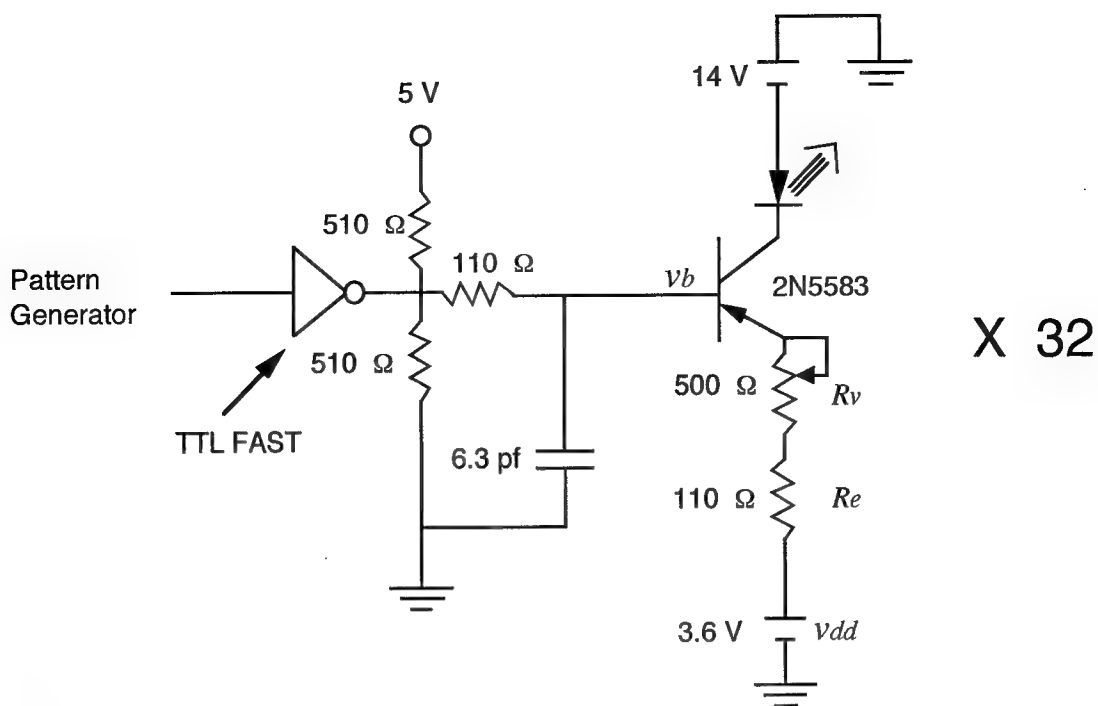 14 V
5 V
510 Ω
110 Ω
Pattern
Generator
vb
2N5583
X 32
510 Ω
500 Ω
Rv
TTL FAST
6.3 pf
110 Ω
Re
3.6 V
vdd